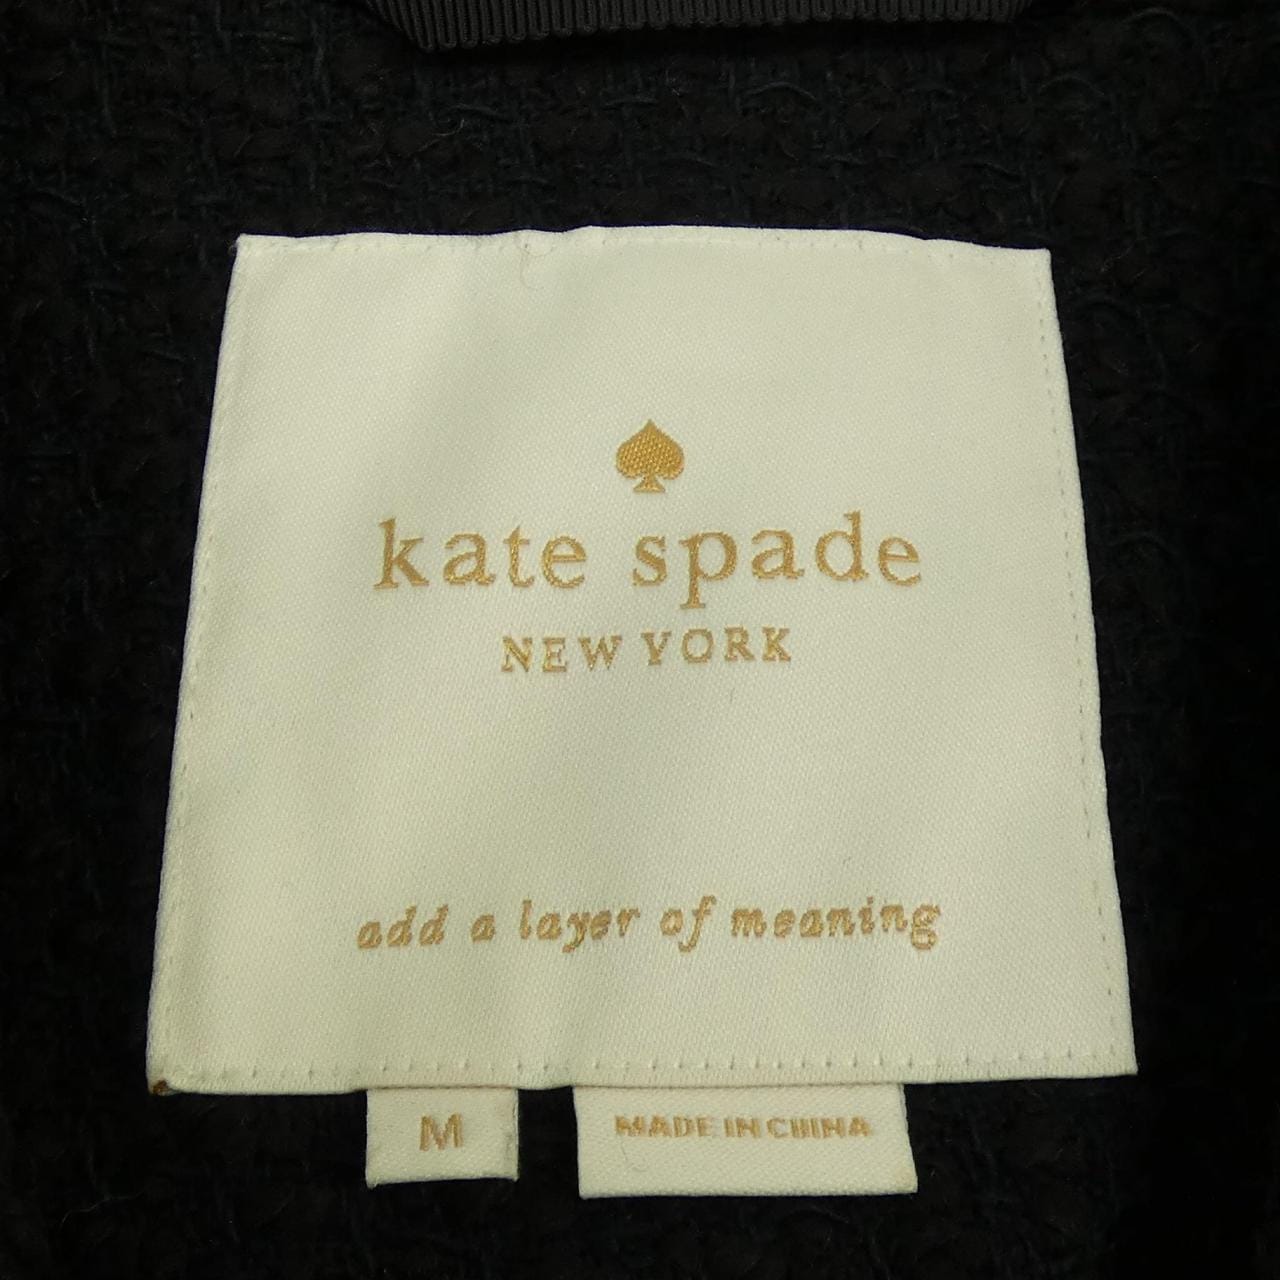 kate spade
NEW YORK
add a layer of meaning
M
MADE IN CHINA